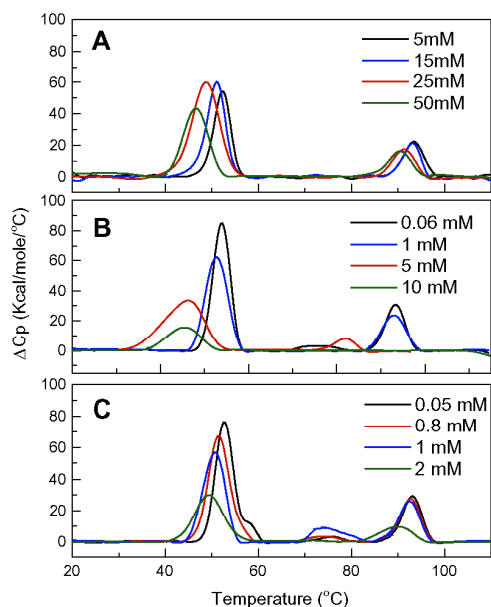 100
A
5mM
80
15mM
60
25mM
50mM
40
20
0
100
B
0.06 mM
80
1 mM
60
5 mM
10 mM
40
20
0
100
C
0.05 mM
80
0.8 mM
60
1 mM
2 mM
40
20
0
20 40 60 80 100
Temperature (°C)
ΔCp (Kcal/mole/°C)